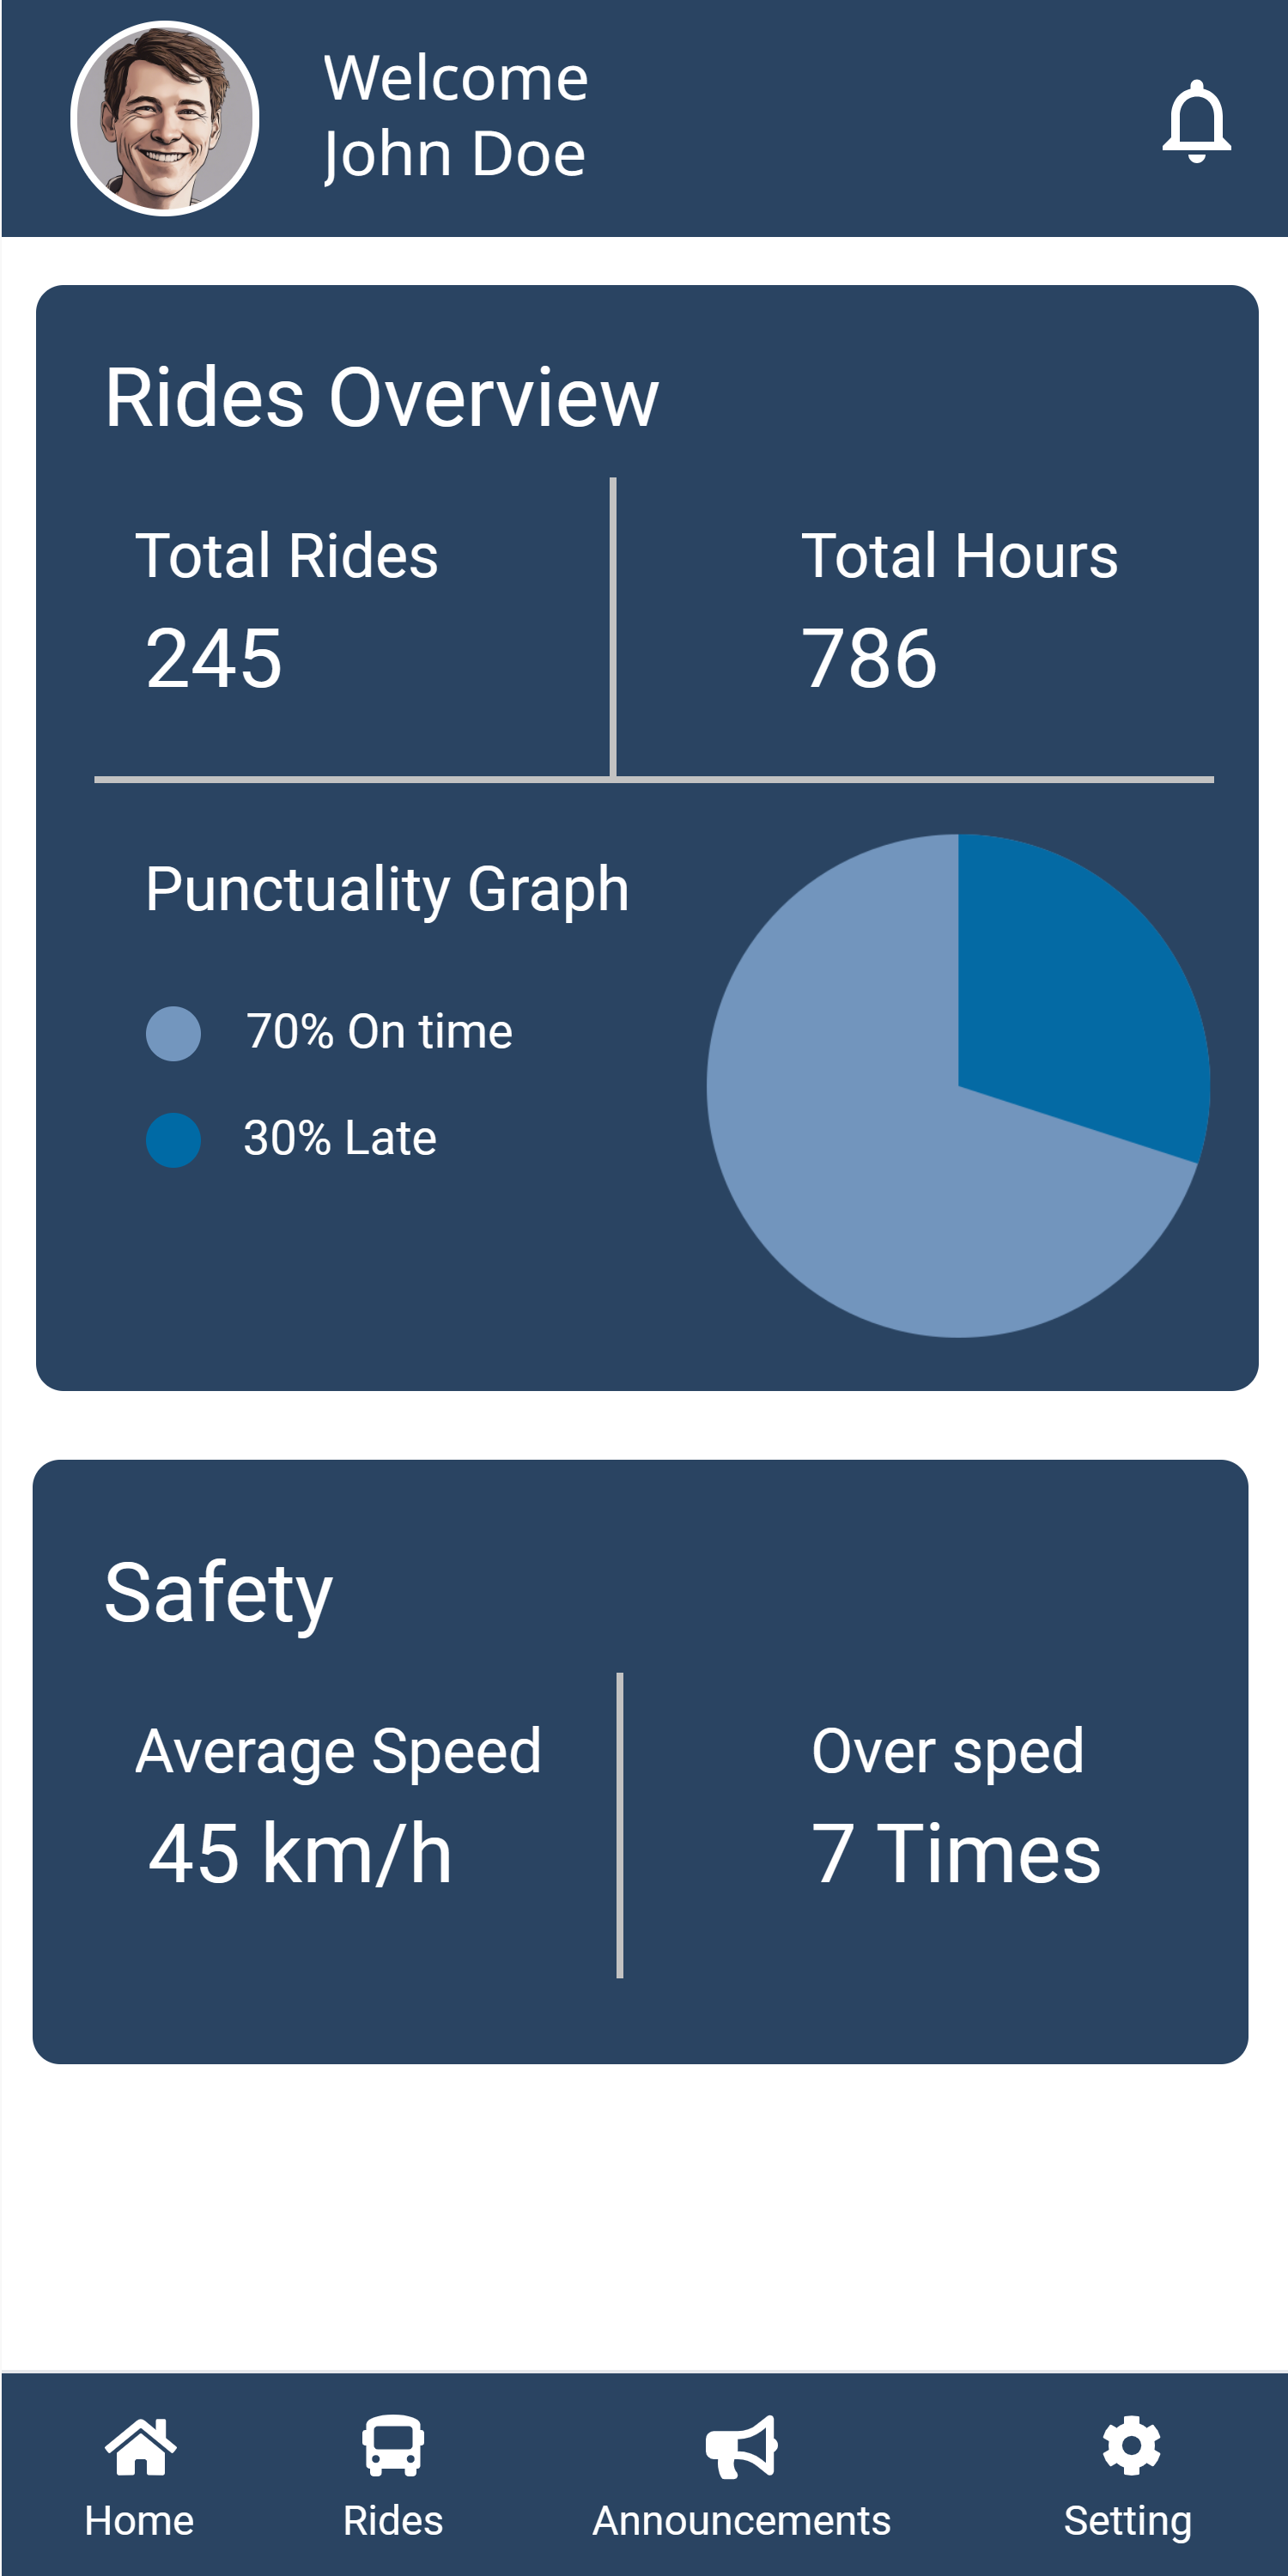 Welcome
John Doe
Rides Overview
Total Rides
245
Total Hours
786
Punctuality Graph
70% On time
30% Late
Safety
Average Speed
45 km/h
Over sped
7 Times
Home
Rides
Announcements
Setting